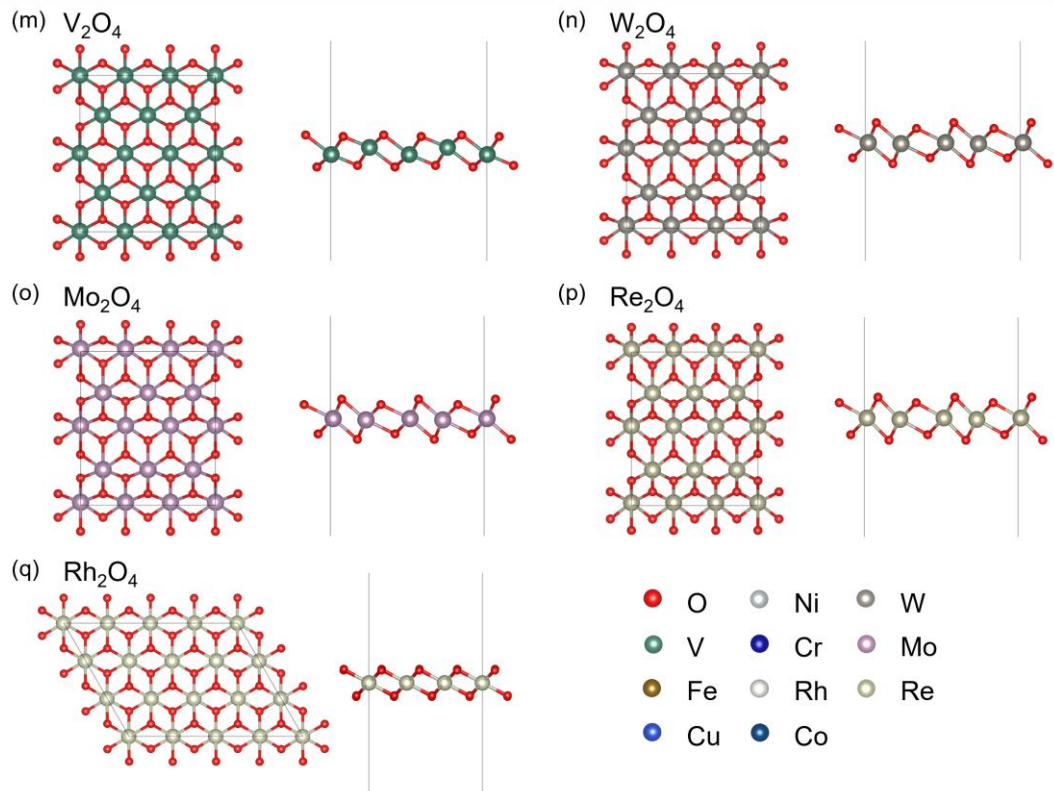 (m) V₂O₄
(n) W₂O₄
(o) Mo₂O₄
(p) Re₂O₄
(q) Rh₂O₄
O Ni W
V Cr Mo
Fe Rh Re
Cu Co